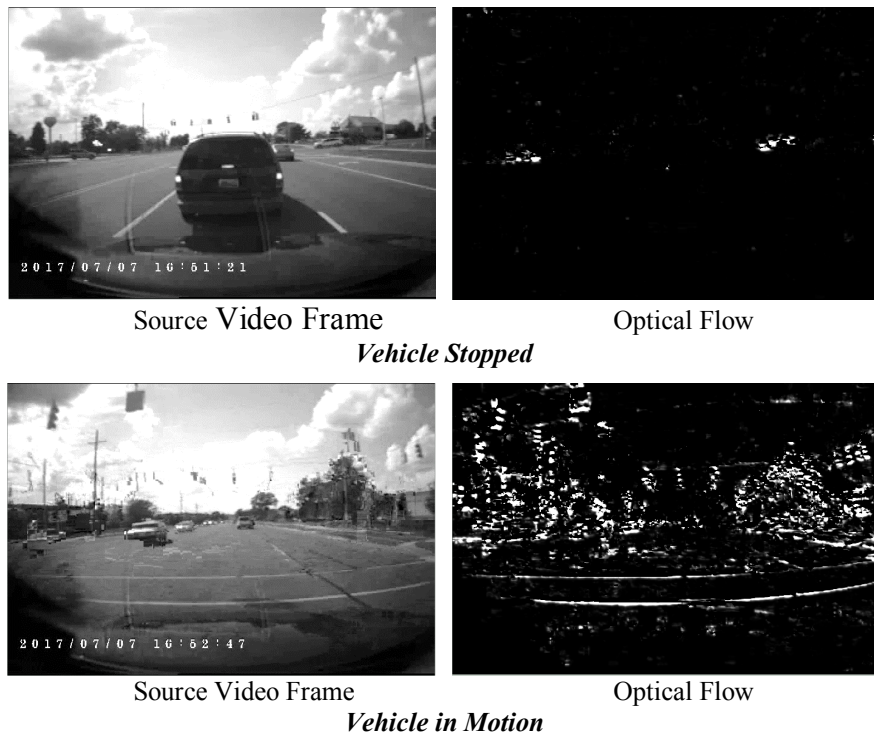 2017/07/07 16:51:21
Source Video Frame
Optical Flow
Vehicle Stopped
2017/07/07 16:52:47
Source Video Frame
Optical Flow
Vehicle in Motion